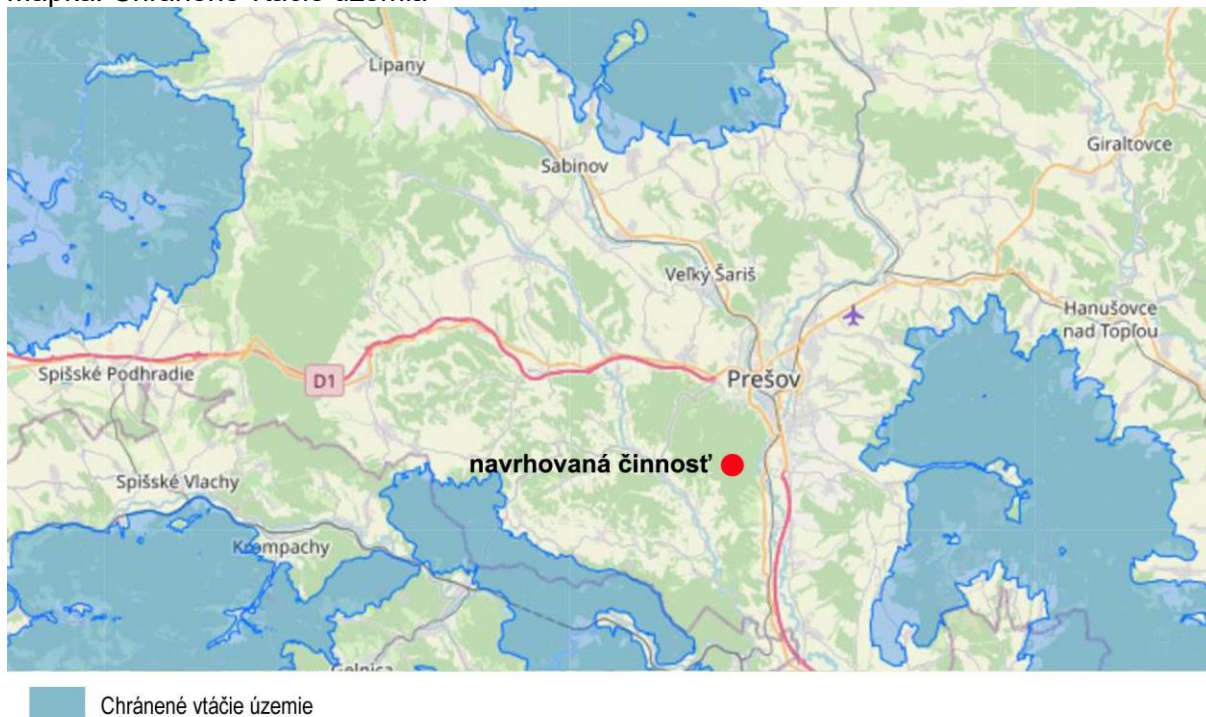 Lipany
Giraltovce
Sabinov
Veľký Šariš
Hanušovce
nad Topľou
Spišské Podhradie
D1
Prešov
navrhovaná činnosť
Spišské Vlachy
Krompachy
Gelnica
Chránené vtáčie územie